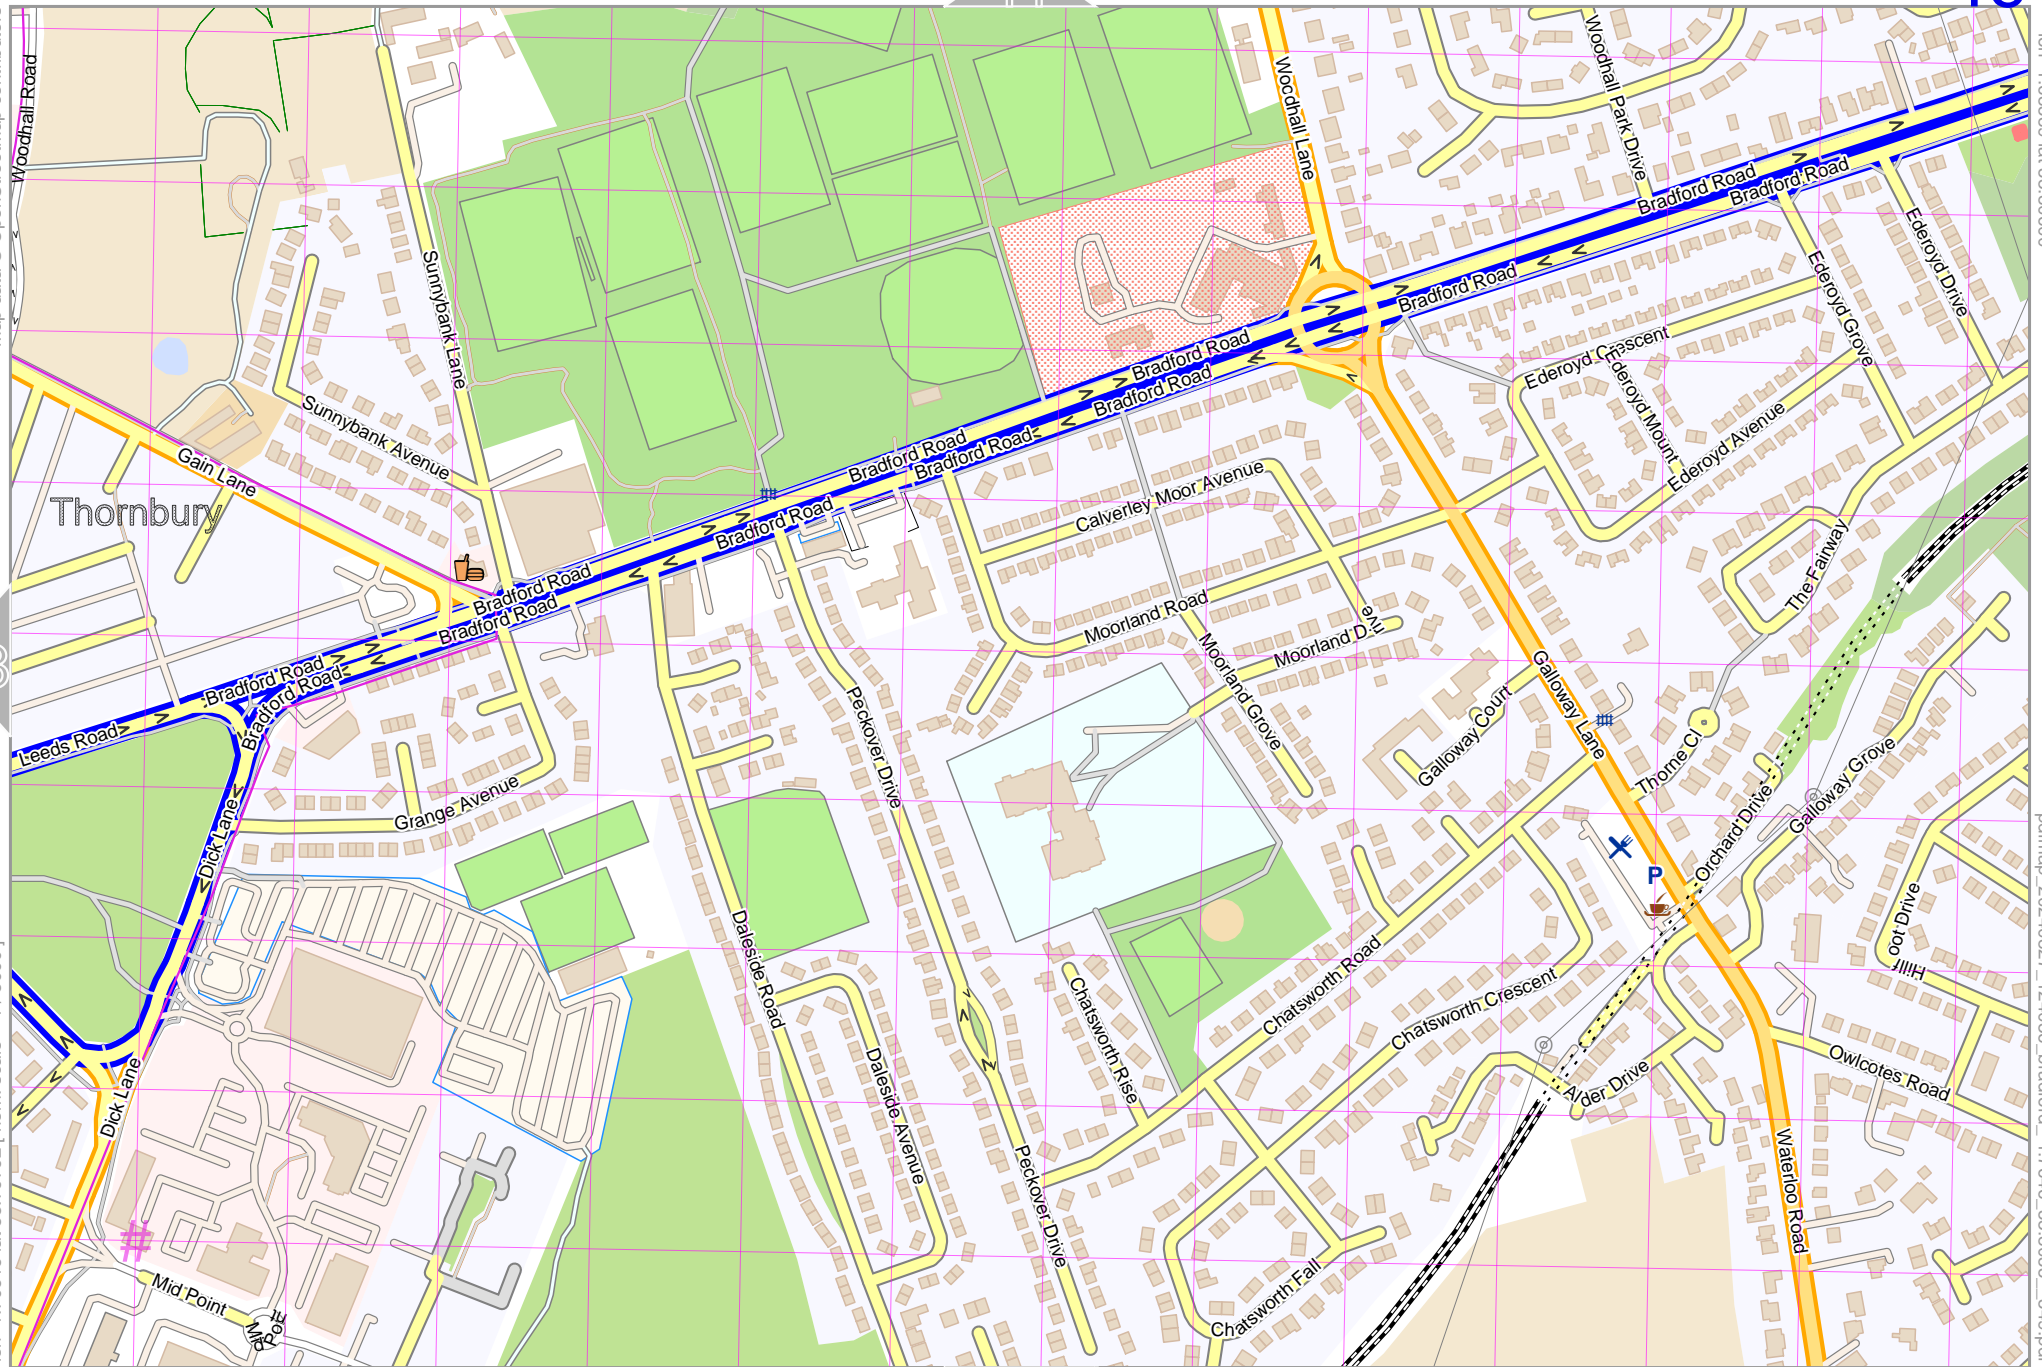 Woodhall Road
Woodhall Lane
Woodhall Park Drive
Bradford Road
Bradford Road
Ederoyd Drive
Ederoyd Grove
Sunnybank Lane
Bradford Road
Bradford Road
Bradford Road
Ederoyd Crescent
Ederoyd Mount
Ederoyd Avenue
Sunnybank Avenue
Gain Lane
Thornbury
Bradford Road
Bradford Road
Calverley Moor Avenue
Bradford Road
The Fairway
Bradford Road
Bradford Road
Moorland Road
Moorland D
rive
Moorland Grove
Bradford Road
Bradford Road
Leeds Road
Galloway Lane
Galloway Court
Thorne Cl
Peckover Drive
Grange Avenue
Dick Lane
Orchard Drive
Galloway Grove
P
Daleside Road
Chatsworth Road
Chatsworth Crescent
Chatsworth Rise
Hillfoot Drive
Daleside Avenue
Dick Lane
Alder Drive
Owlcotes Road
Waterloo Road
Peckover Drive
Chatsworth Fall
Mid Point
Mid Poi
nt